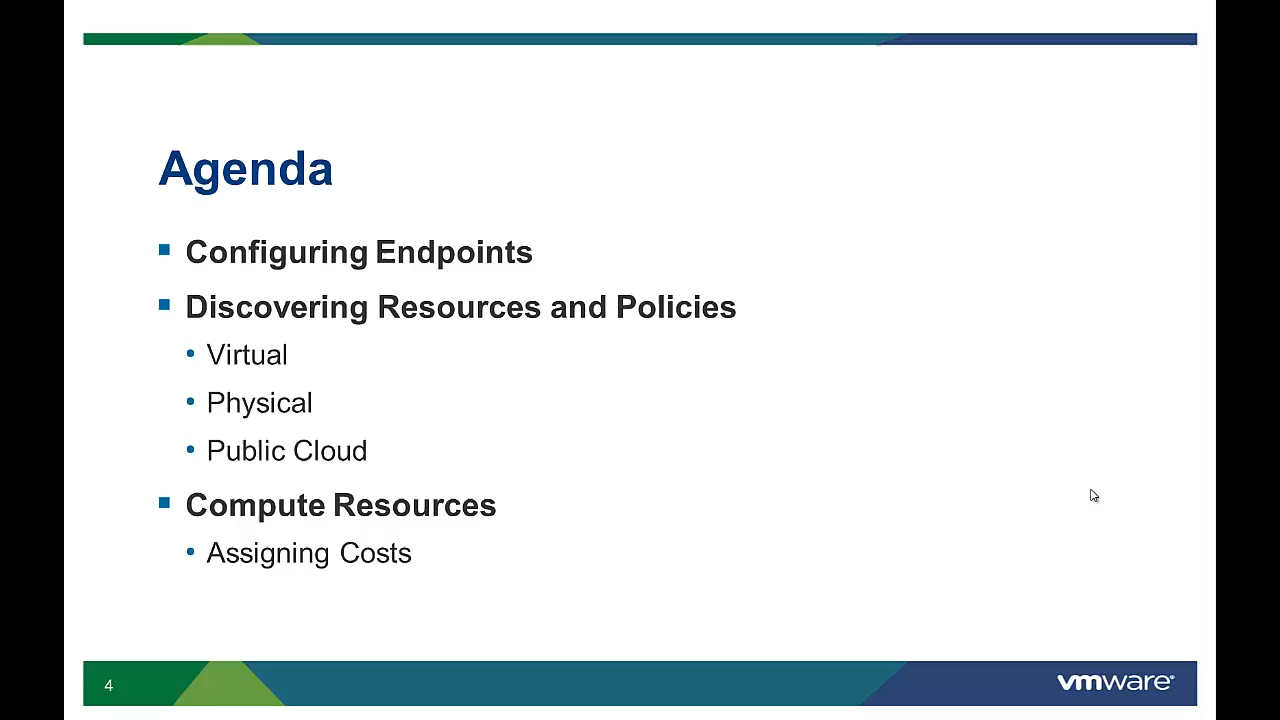 Agenda
Configuring Endpoints
Discovering Resources and Policies
Virtual
Physical
Public Cloud
Compute Resources
Assigning Costs
4
vmware®